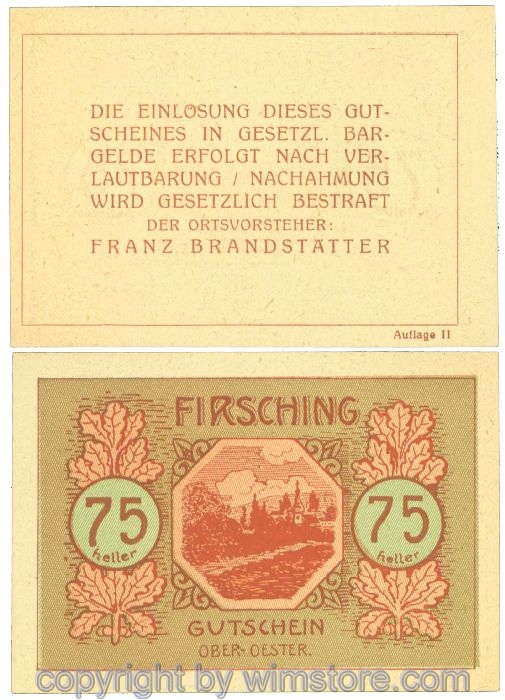 DIE EINLÖSUNG DIESES GUT-
SCHEINES IN GESETZL. BAR-
GELDE ERFOLGT NACH VER-
LAUTBARUNG / NACHAHMUNG
WIRD GESETZLICH BESTRAFT
DER ORTSVORSTEHER:
FRANZ BRANDSTÄTTER
Auflage II
FIRSCHING
75 75
heller heller
GUTSCHEIN
OBER-OESTER.
copyright by wimstore.com